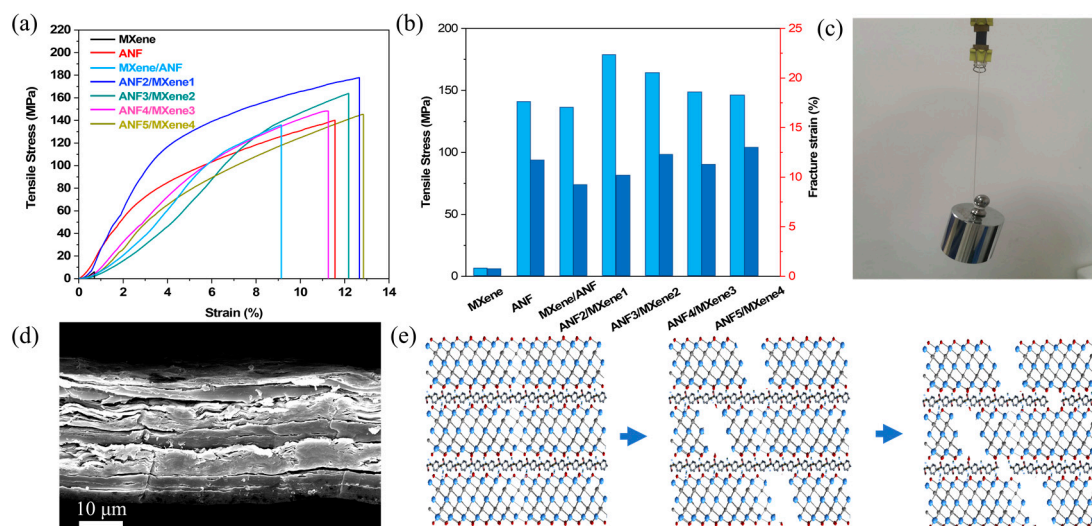 (a)
220
200
180
160
140
120
100
80
60
40
20
0
Tensile Stress (MPa)
MXene
ANF
MXene/ANF
ANF2/MXene1
ANF3/MXene2
ANF4/MXene3
ANF5/MXene4
0 2 4 6 8 10 12 14
Strain (%)
(b)
200
150
100
50
0
Tensile Stress (MPa)
25
20
15
10
5
0
Fracture strain (%)
MXene
ANF
MXene/ANF
ANF2/MXene1
ANF3/MXene2
ANF4/MXene3
ANF5/MXene4
(c)
(d)
10 μm
(e)